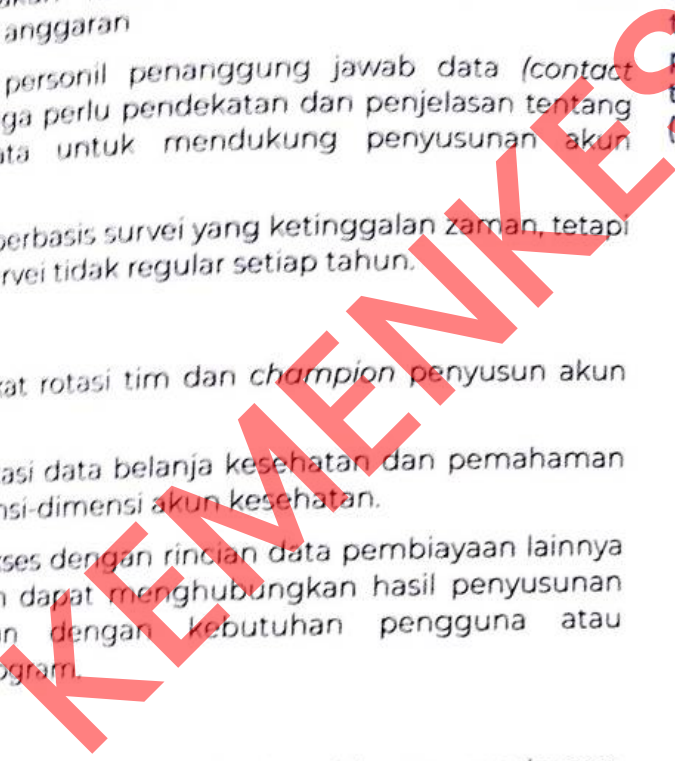 anggaran
personil penanggung jawab data (contact
ga perlu pendekatan dan penjelasan tentang
ata untuk mendukung penyusunan akun
berbasis survei yang ketinggalan zaman, tetapi
rvei tidak regular setiap tahun.
kat rotasi tim dan champion penyusun akun
asi data belanja kesehatan dan pemahaman
nsi-dimensi akun kesehatan.
ses dengan rincian data pembiayaan lainnya
n dapat menghubungkan hasil penyusunan
an dengan kebutuhan pengguna atau
ogram.
KEMENKES